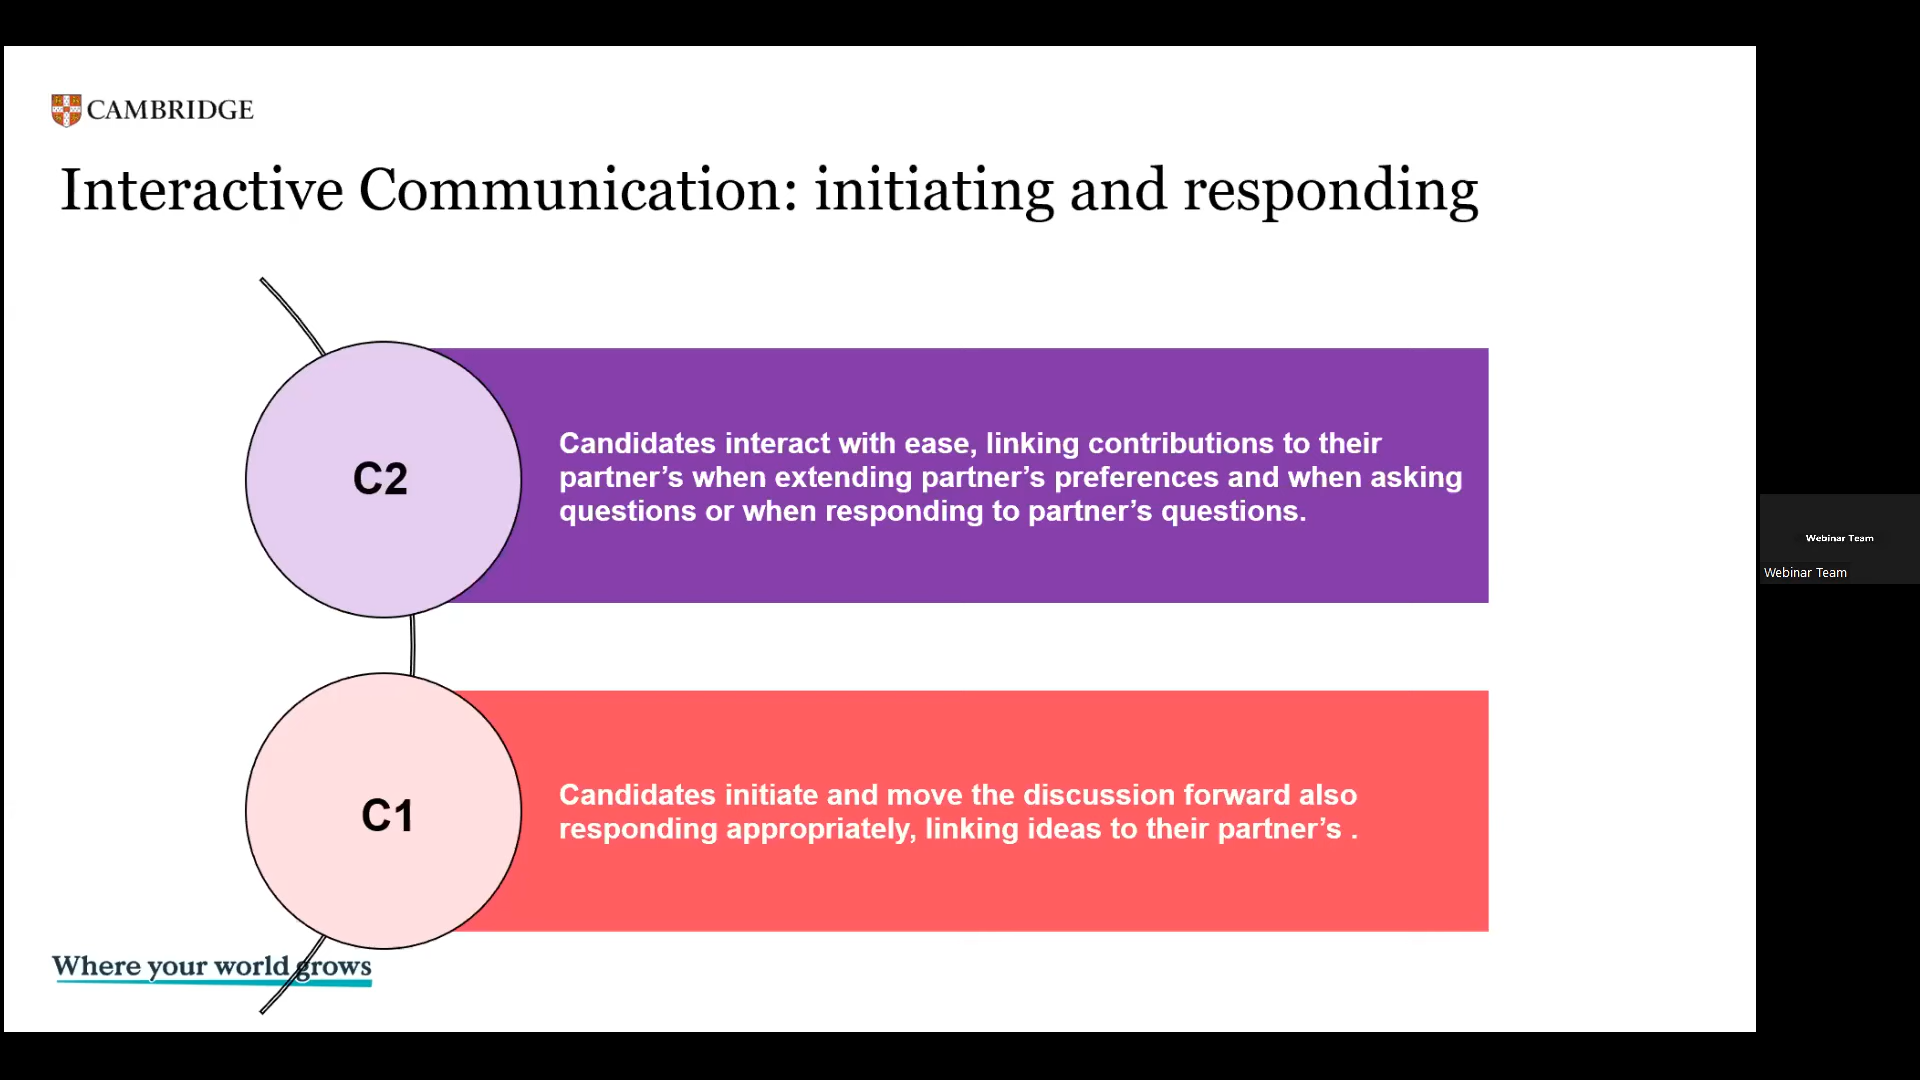 CAMBRIDGE
Interactive Communication: initiating and responding
C2
Candidates interact with ease, linking contributions to their
partner’s when extending partner’s preferences and when asking
questions or when responding to partner’s questions.
C1
Candidates initiate and move the discussion forward also
responding appropriately, linking ideas to their partner’s .
Where your world grows
Webinar Team
Webinar Team